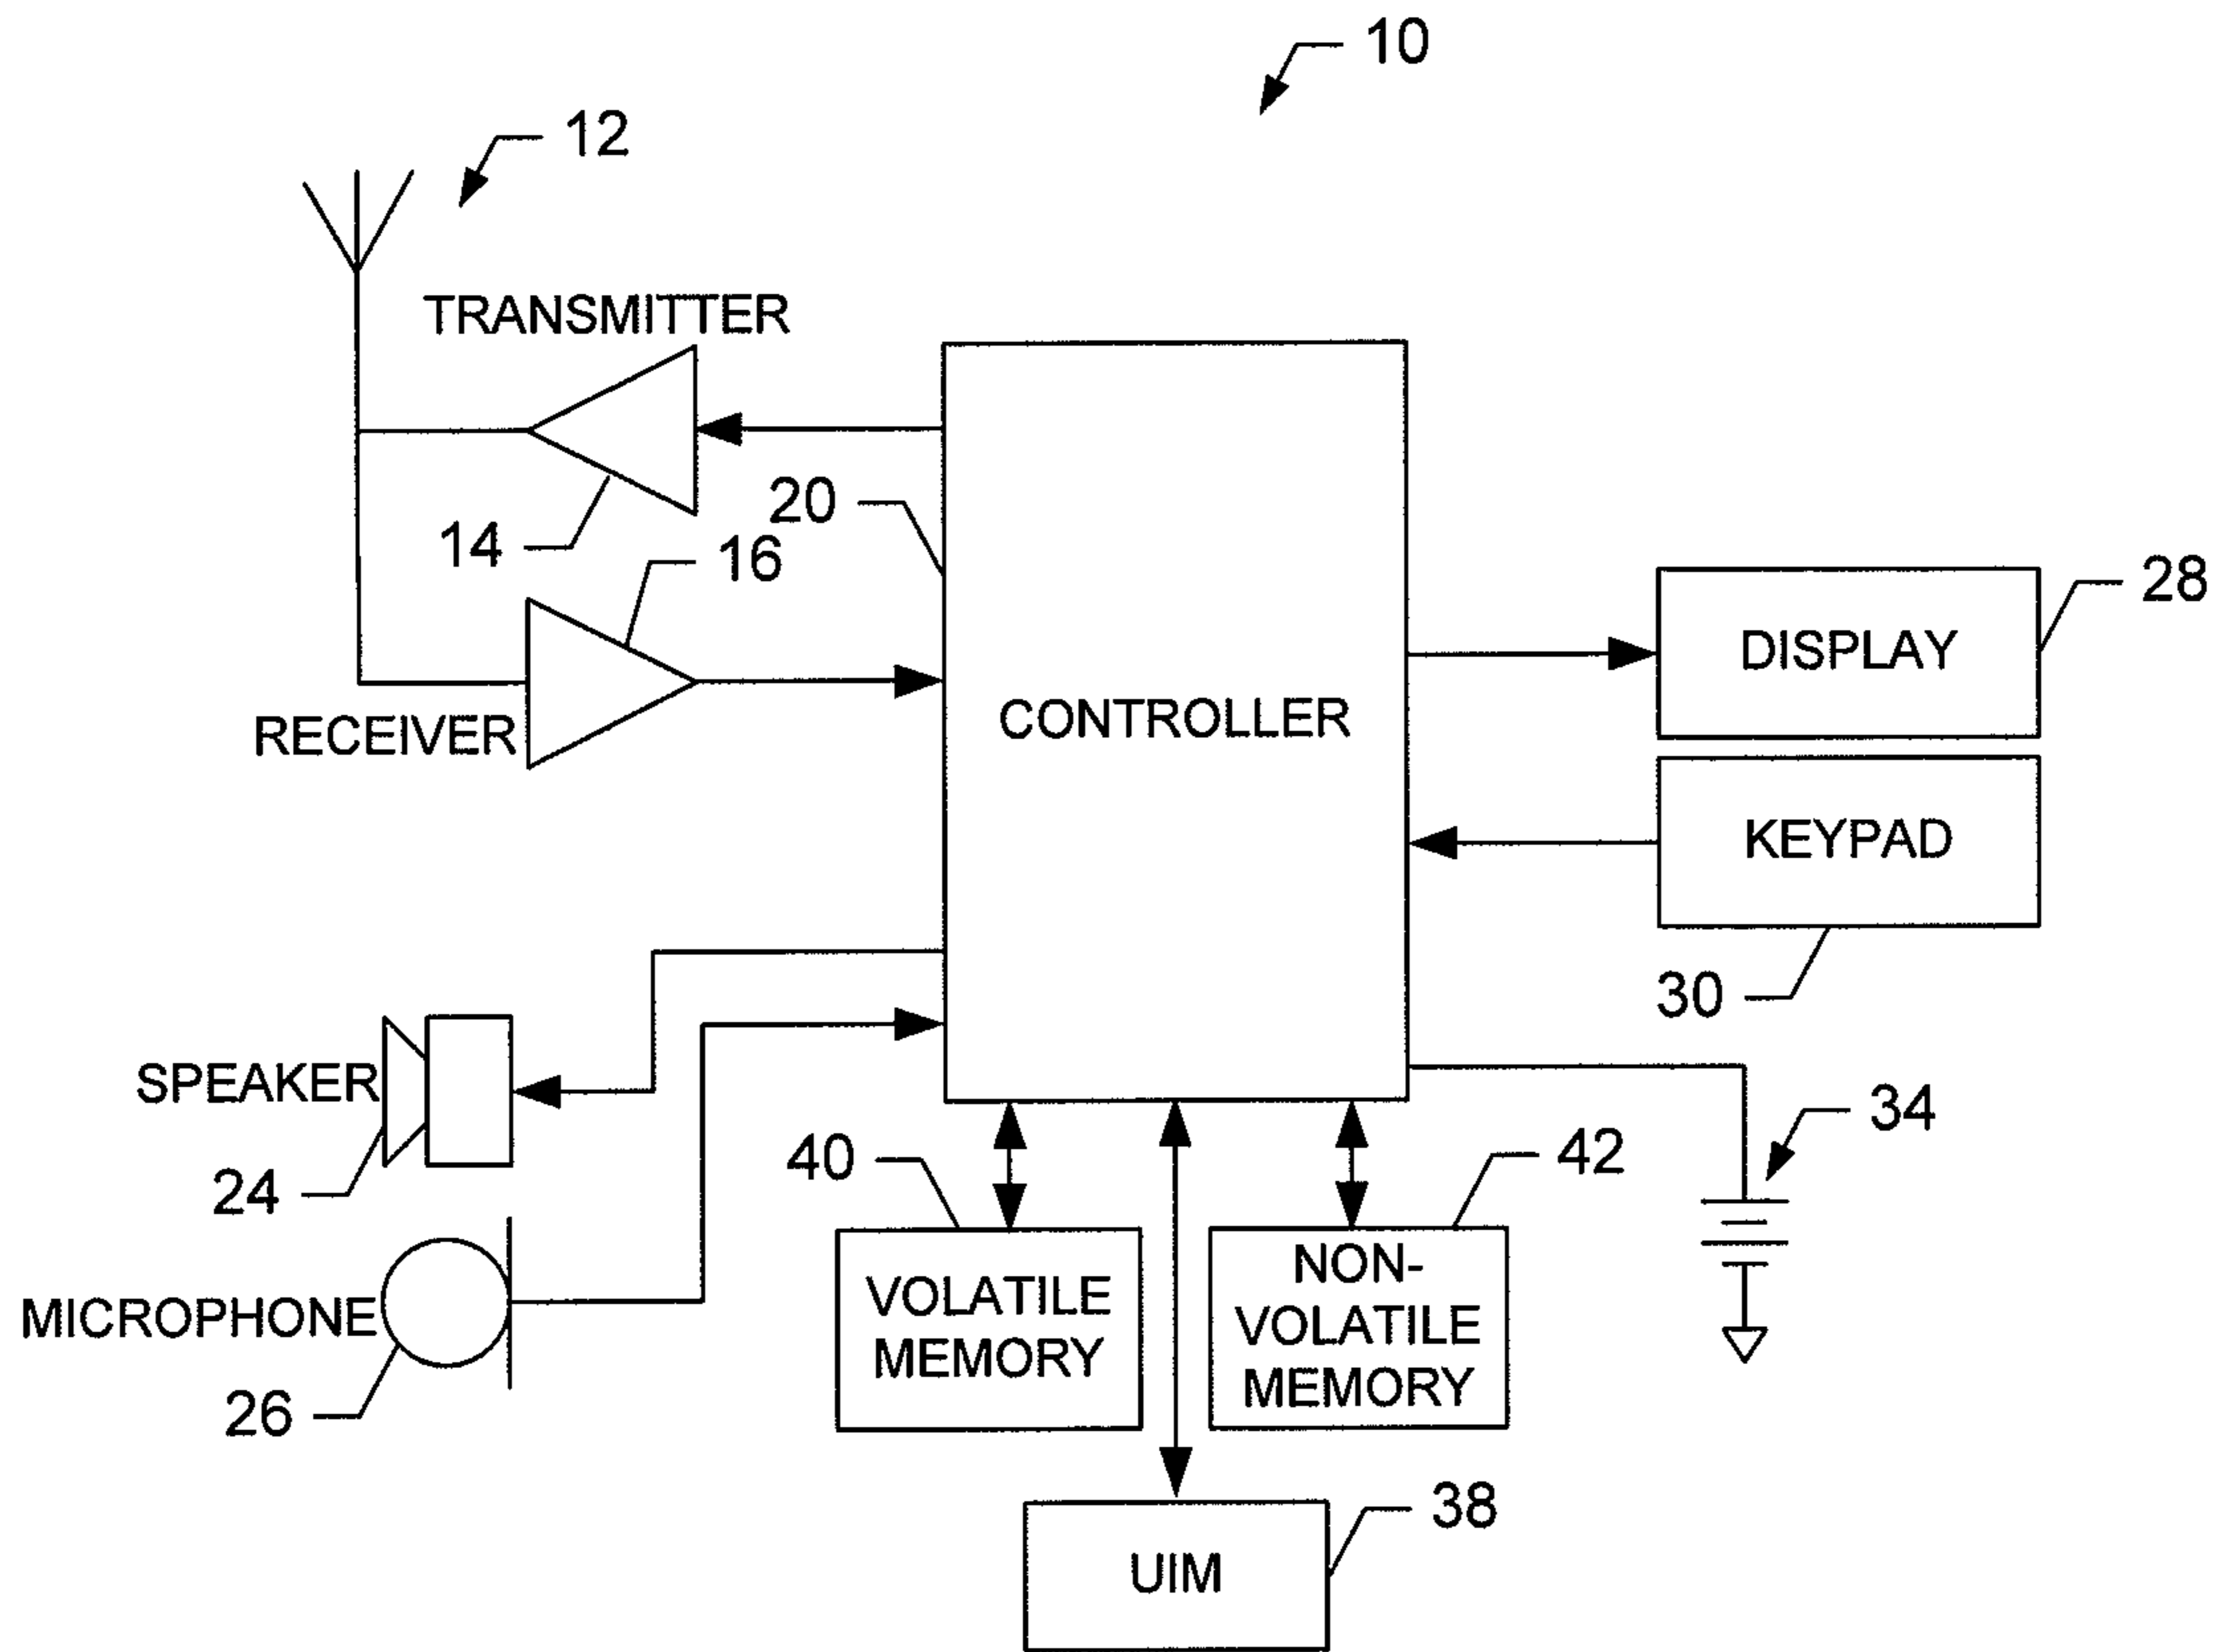 10
12
TRANSMITTER
20
14
16
28
DISPLAY
RECEIVER
CONTROLLER
KEYPAD
30
SPEAKER
34
40
42
24
NON-
VOLATILE
MEMORY
VOLATILE
MEMORY
MICROPHONE
26
38
UIM